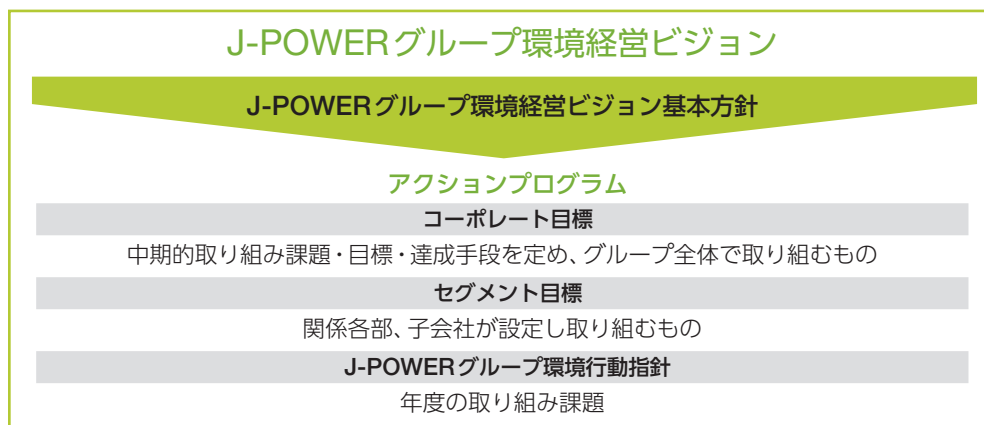 J-POWERグループ環境経営ビジョン
J-POWERグループ環境経営ビジョン基本方針
アクションプログラム
コーポレート目標
中期的取り組み課題・目標・達成手段を定め、グループ全体で取り組むもの
セグメント目標
関係各部、子会社が設定し取り組むもの
J-POWERグループ環境行動指針
年度の取り組み課題